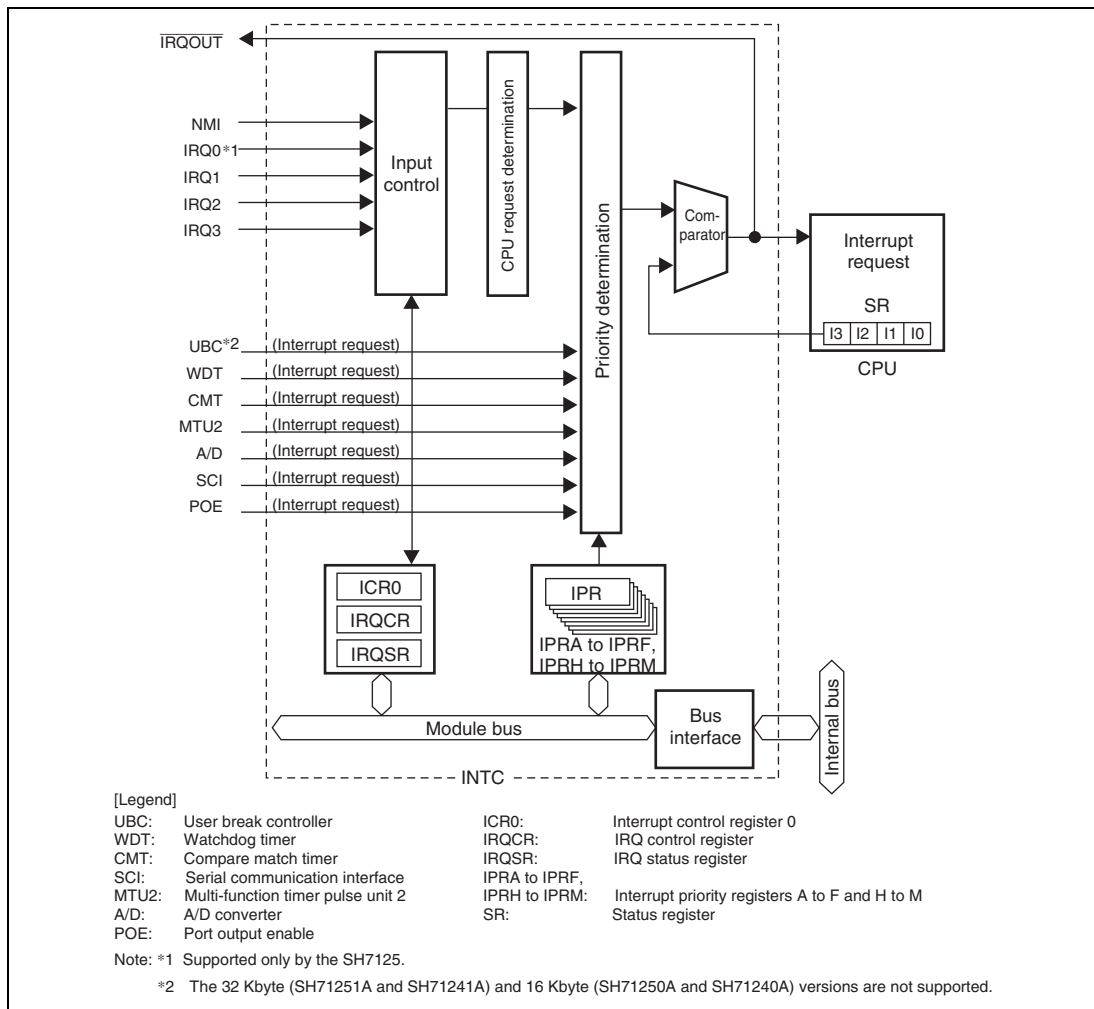 IRQOUT
NMI
IRQ0*1
IRQ1
IRQ2
IRQ3
Input
control
CPU request determination
Priority determination
Com-
parator
Interrupt
request
SR
I3 I2 I1 I0
CPU
UBC*2 (Interrupt request)
WDT (Interrupt request)
CMT (Interrupt request)
MTU2 (Interrupt request)
A/D (Interrupt request)
SCI (Interrupt request)
POE (Interrupt request)
ICR0
IRQCR
IRQSR
IPR
IPRA to IPRF,
IPRH to IPRM
Module bus
Bus
interface
Internal bus
INTC
[Legend]
UBC: User break controller
WDT: Watchdog timer
CMT: Compare match timer
SCI: Serial communication interface
MTU2: Multi-function timer pulse unit 2
A/D: A/D converter
POE: Port output enable
ICR0: Interrupt control register 0
IRQCR: IRQ control register
IRQSR: IRQ status register
IPRA to IPRF,
IPRH to IPRM: Interrupt priority registers A to F and H to M
SR: Status register
Note: *1 Supported only by the SH7125.
*2 The 32 Kbyte (SH71251A and SH71241A) and 16 Kbyte (SH71250A and SH71240A) versions are not supported.